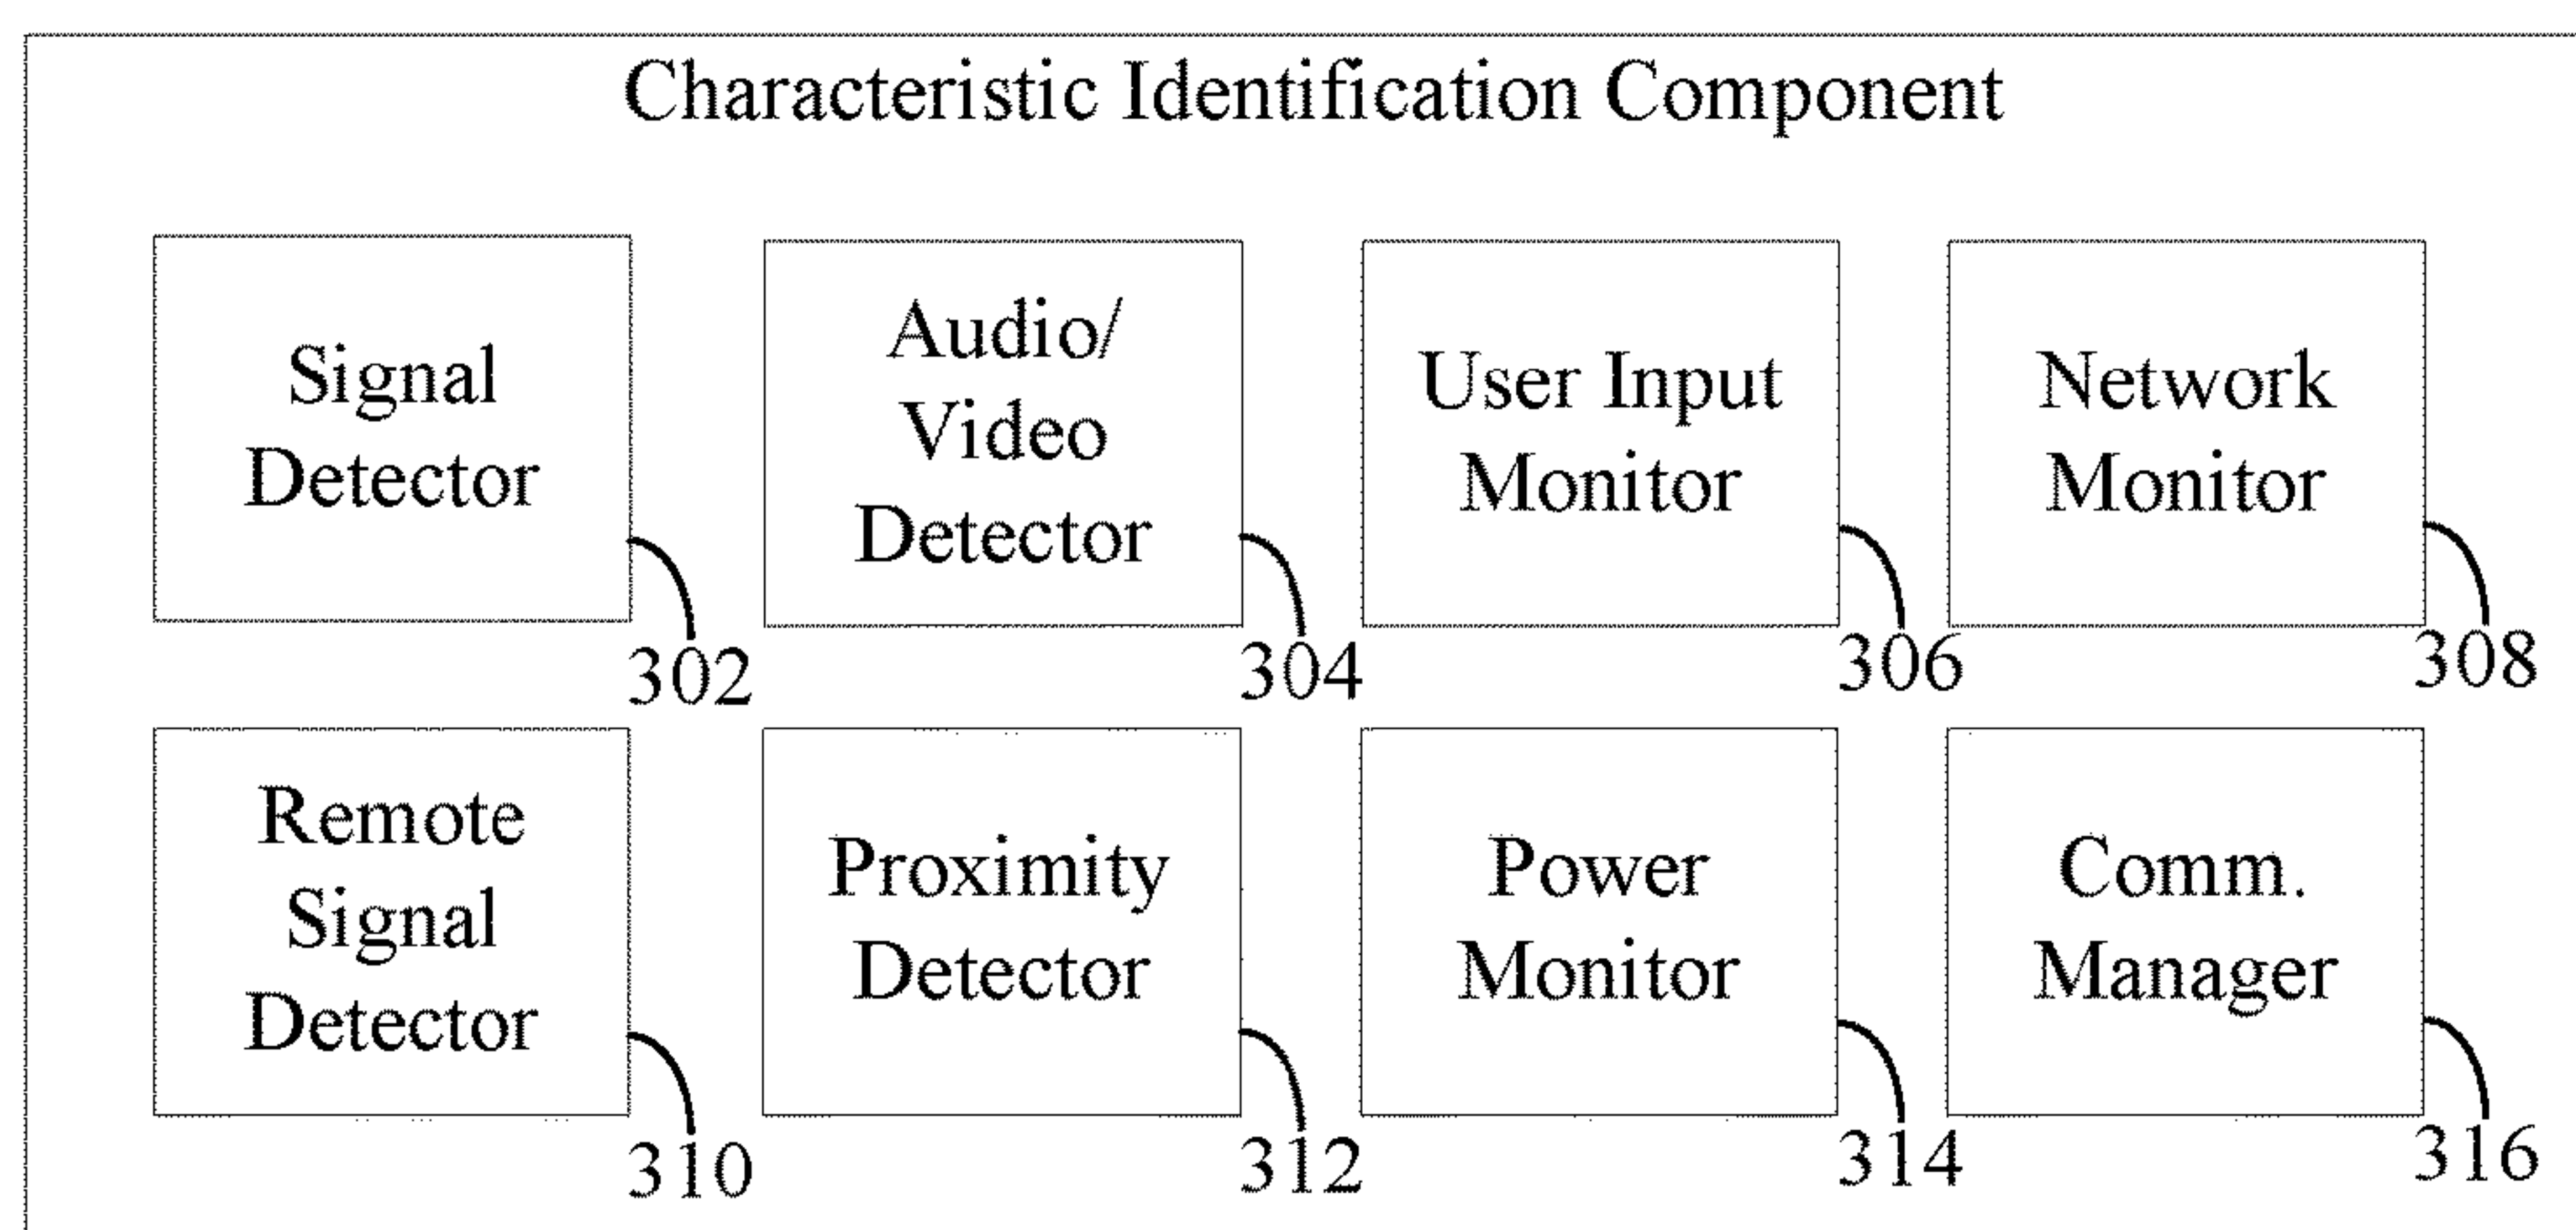 Characteristic Identification Component
Signal
Detector
302
Audio/
Video
Detector
304
User Input
Monitor
306
Network
Monitor
308
Remote
Signal
Detector
310
Proximity
Detector
312
Power
Monitor
314
Comm.
Manager
316